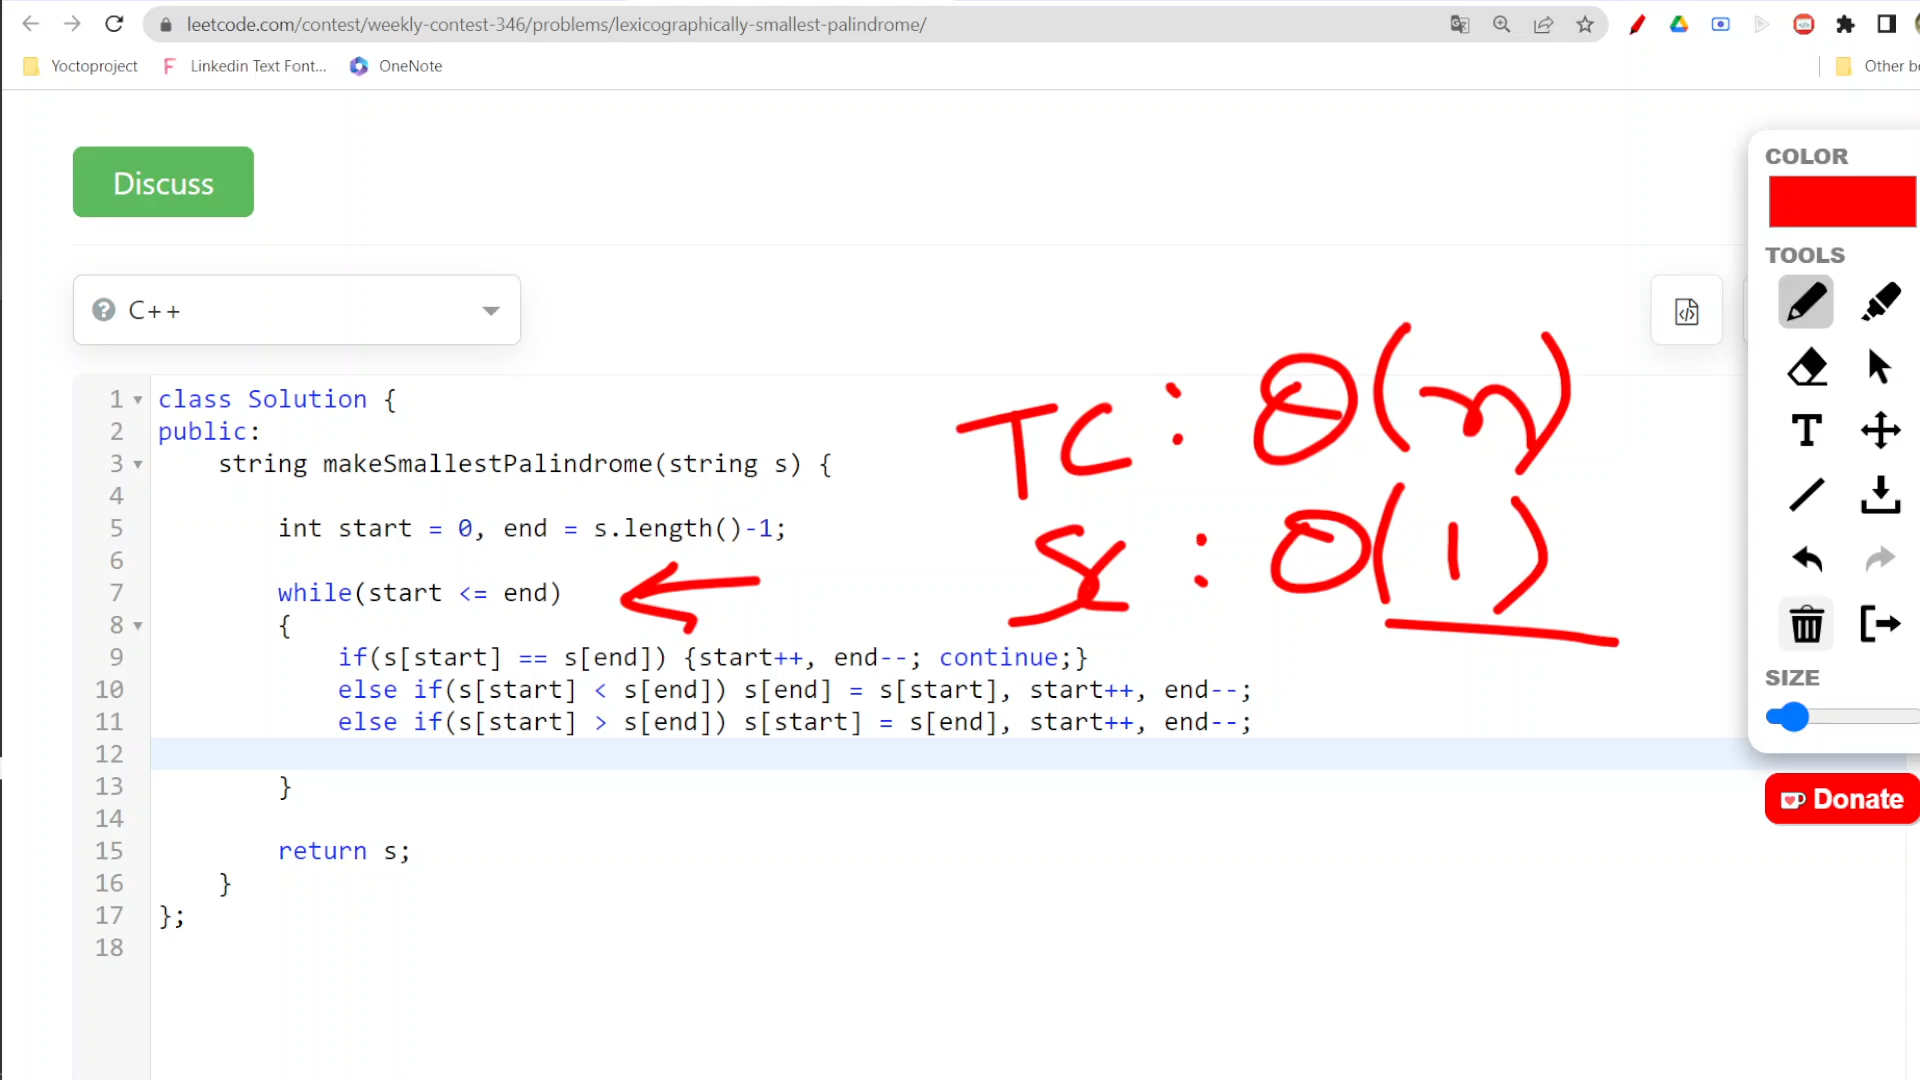 leetcode.com/contest/weekly-contest-346/problems/lexicographically-smallest-palindrome/
Yoctoproject
F Linkedin Text Font...
OneNote
Other be
Discuss
C++
COLOR
TOOLS
T
SIZE
Donate
TC : O(n)
SC : O(1)
1 class Solution {
2 public:
3 string makeSmallestPalindrome(string s) {
4
5 int start = 0, end = s.length()-1;
6
7 while(start <= end)
8 {
9 if(s[start] == s[end]) {start++, end--; continue;}
10 else if(s[start] < s[end]) s[end] = s[start], start++, end--;
11 else if(s[start] > s[end]) s[start] = s[end], start++, end--;
12
13 }
14
15 return s;
16 }
17 };
18